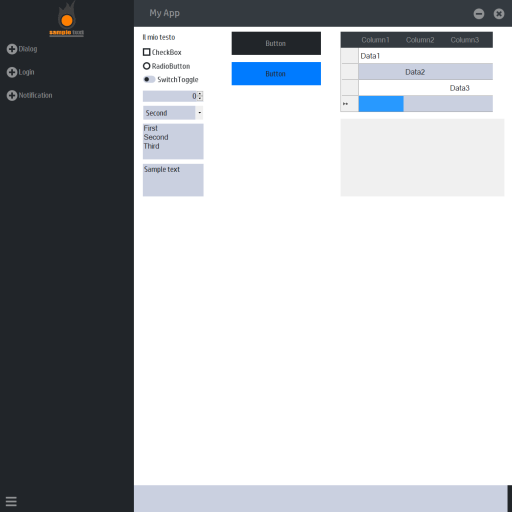 sample text
My App
Dialog
Login
Notification
Il mio testo
CheckBox
RadioButton
SwitchToggle
0
Second
First
Second
Third
Sample text
Button
Button
Column1 Column2 Column3
Data1
Data2
Data3